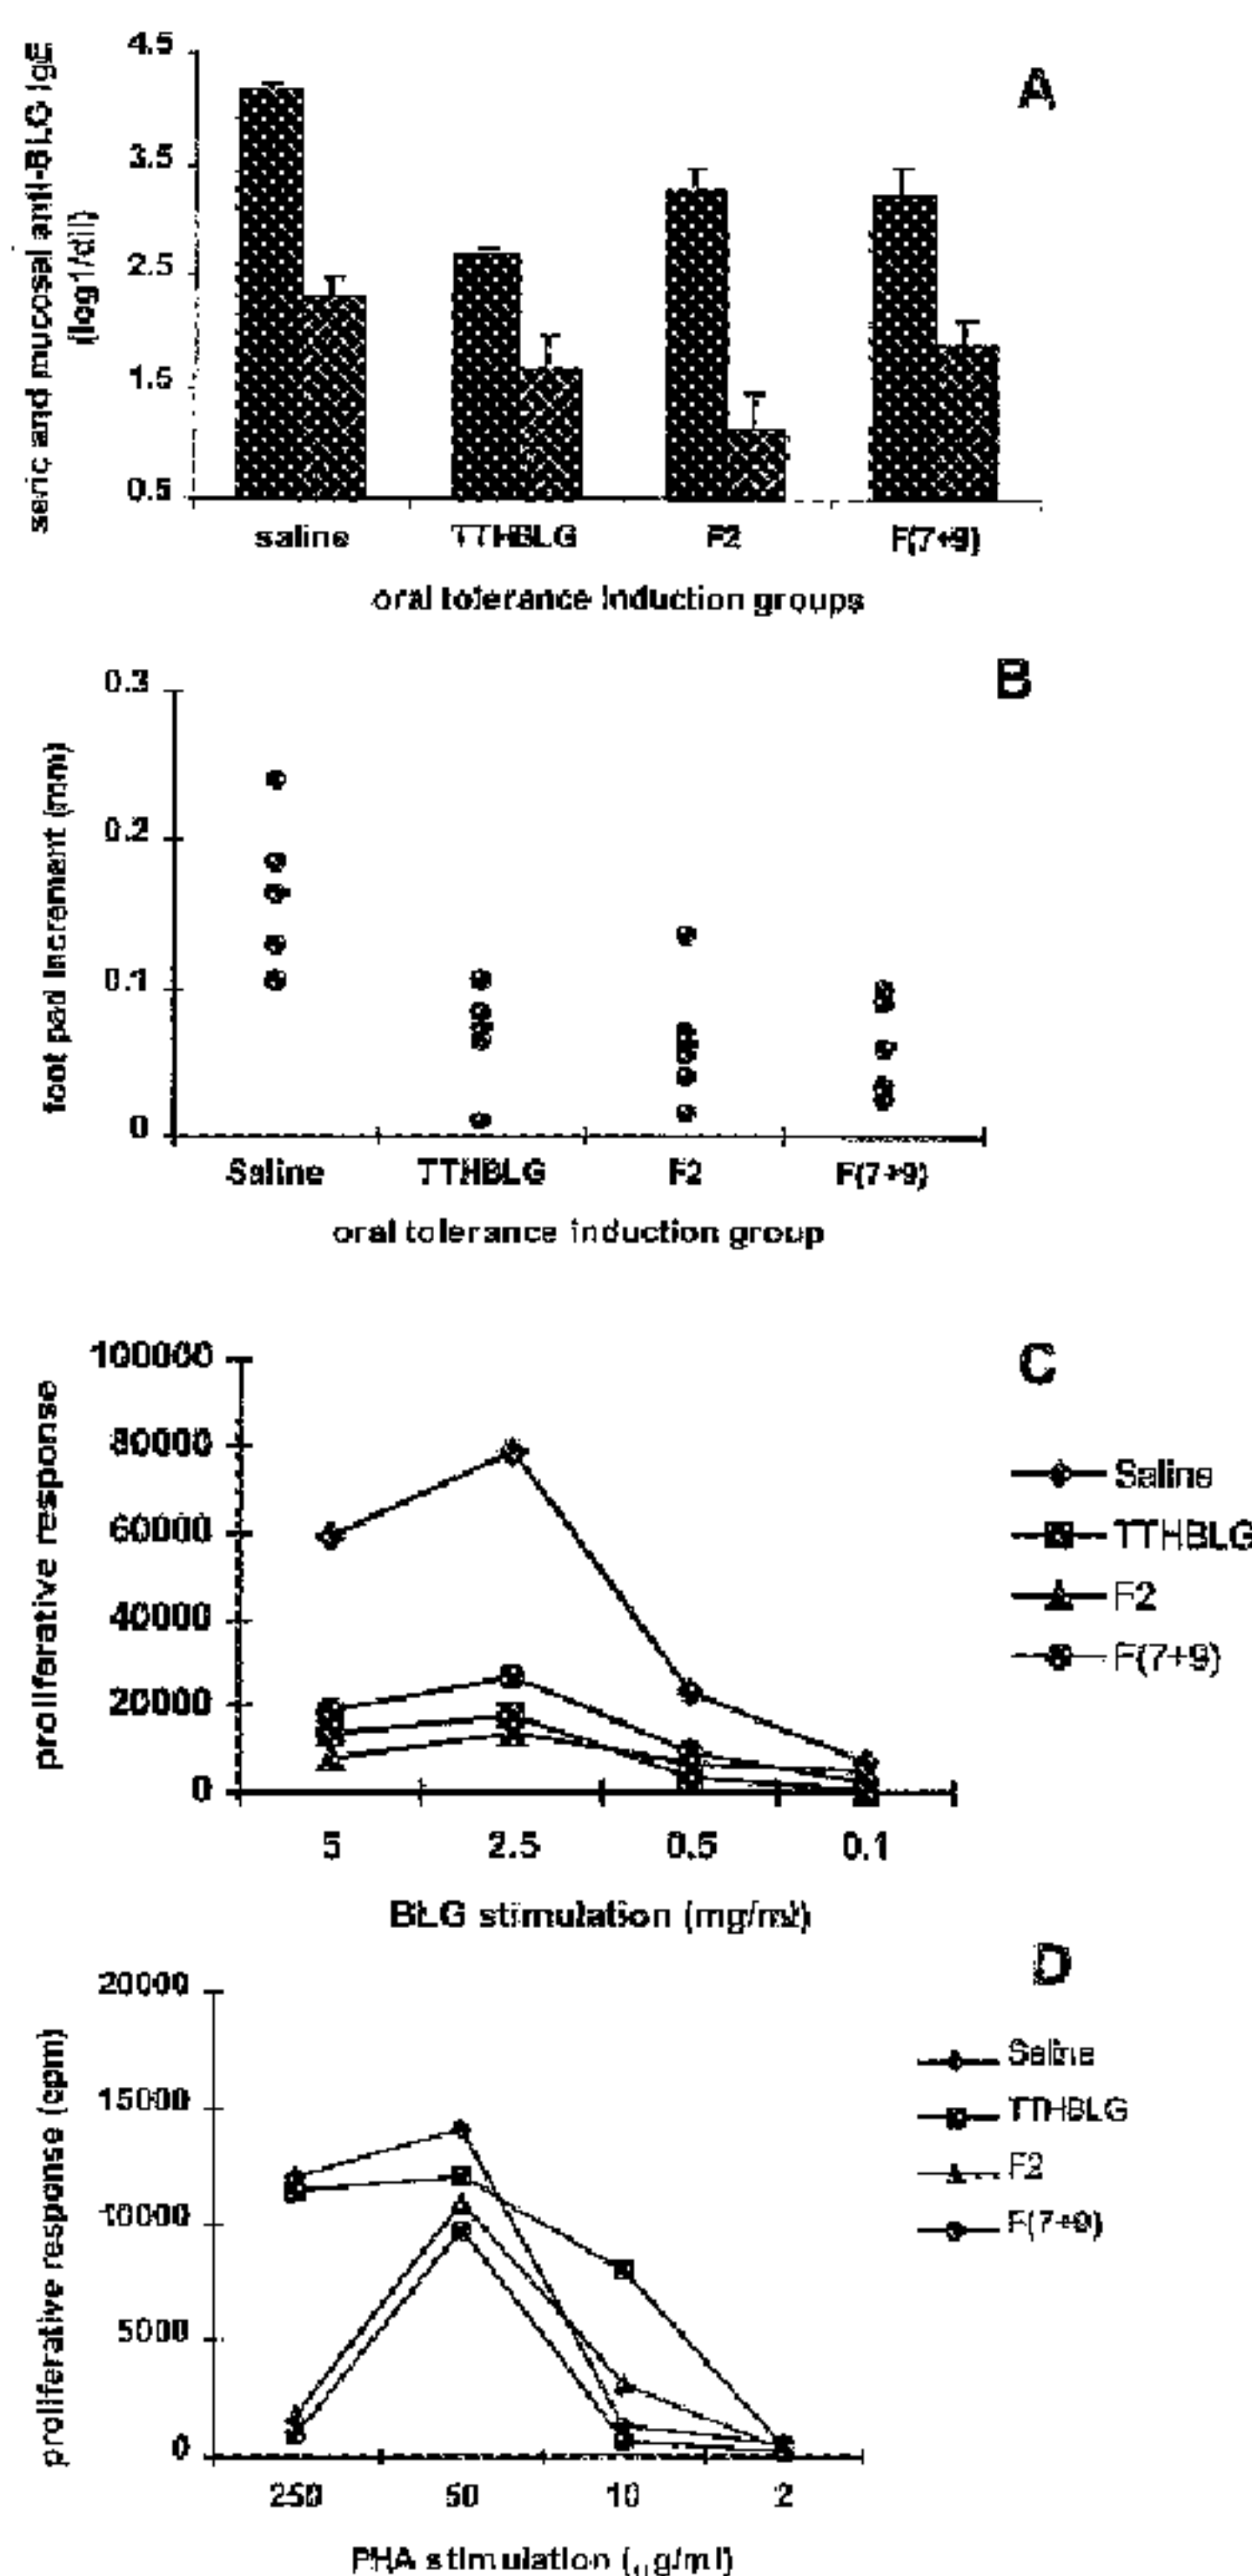 A
seric and mucosal anti-BLG IgE
(log1/dil)
4.5
3.5
2.5
1.5
0.5
saline TTHBLG F2 F(7+9)
oral tolerance induction groups
B
foot pad increment (mm)
0.3
0.2
0.1
0
Saline TTHBLG F2 F(7+9)
oral tolerance induction group
C
proliferative response
100000
80000
60000
40000
20000
0
5 2.5 0.5 0.1
BLG stimulation (mg/ml)
Saline
TTHBLG
F2
F(7+9)
D
proliferative response (cpm)
20000
15000
10000
5000
0
250 50 10 2
PHA stimulation (µg/ml)
Saline
TTHBLG
F2
F(7+9)